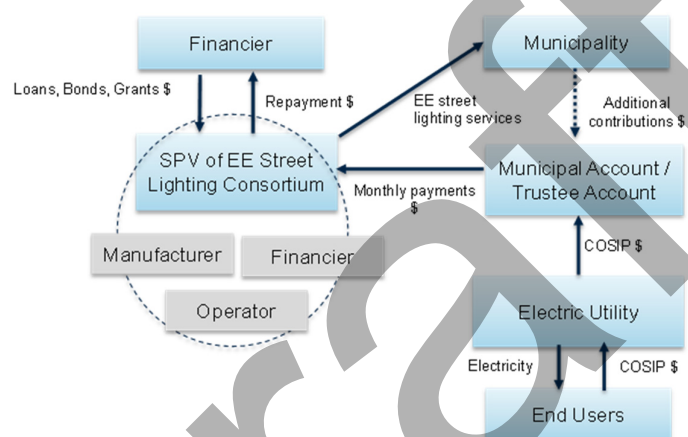 Financier
Municipality
Loans, Bonds, Grants $
Repayment $
EE street
lighting services
Additional
contributions $
SPV of EE Street
Lighting Consortium
Monthly payments
$
Municipal Account /
Trustee Account
Manufacturer
Financier
Operator
COSIP $
Electric Utility
Electricity
COSIP $
End Users